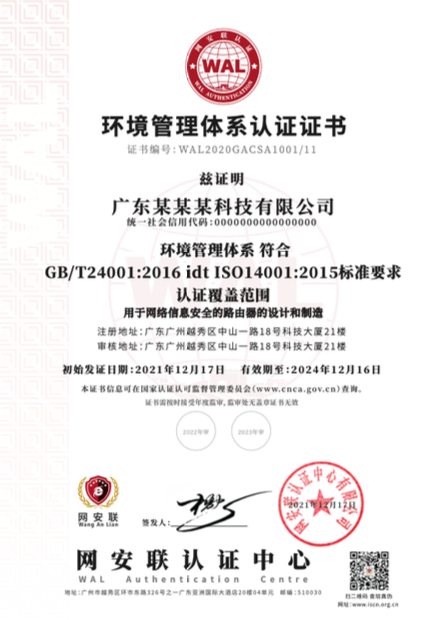 网安联认证
WAL
WAL AUTHENTICATION
环境管理体系认证证书
证书编号:WAL2020GACSA1001/11
兹证明
广东某某某科技有限公司
统一社会信用代码:0000000000000000
环境管理体系 符合
GB/T24001:2016 idt ISO14001:2015标准要求
认证覆盖范围
用于网络信息安全的路由器的设计和制造
注册地址:广东广州越秀区中山一路18号科技大厦21楼
审核地址:广东广州越秀区中山一路18号科技大厦21楼
初始发证日期:2021年12月17日 有效期至:2024年12月16日
本证书信息可在国家认证认可监督管理委员会(www.cnca.gov.cn)查询。
证书需按时接受年度监审,监审处无盖章证书无效
2022年审
2023年审
网安联
Wang An Lian
签发人:
网安联认证中心有限公司
2021年12月17日
网安联认证中心
WAL Authentication Centre
地址:广州市越秀区环市东路326号之一广东亚洲国际大酒店20楼04单元 邮编:510030
扫二维码 查验真伪
网址:www.iscn.org.cn